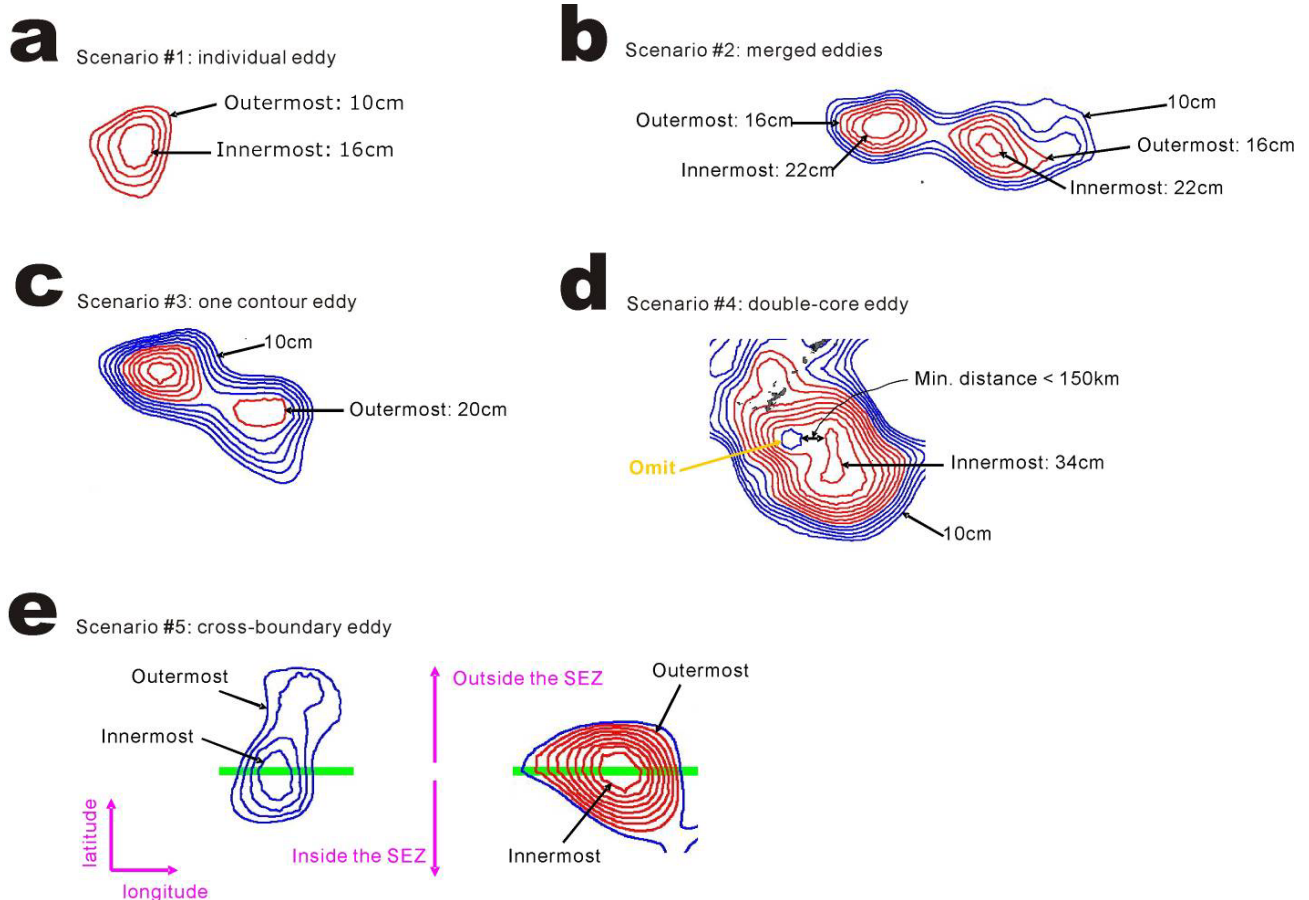 a
Scenario #1: individual eddy
Outermost: 10cm
Innermost: 16cm
b
Scenario #2: merged eddies
10cm
Outermost: 16cm
Outermost: 16cm
Innermost: 22cm
Innermost: 22cm
c
Scenario #3: one contour eddy
10cm
Outermost: 20cm
d
Scenario #4: double-core eddy
Min. distance < 150km
Omit
Innermost: 34cm
10cm
e
Scenario #5: cross-boundary eddy
Outermost
Innermost
Outside the SEZ
Inside the SEZ
Outermost
Innermost
latitude
longitude